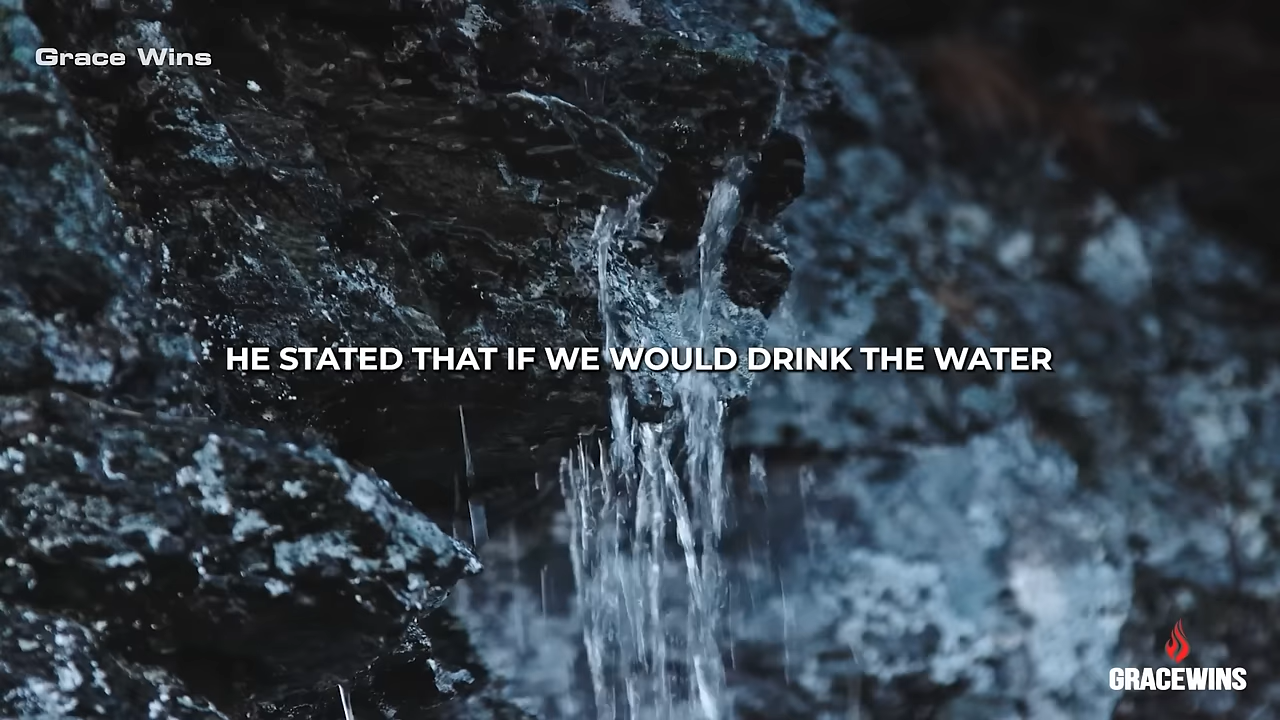 Grace Wins
HE STATED THAT IF WE WOULD DRINK THE WATER
GRACEWINS